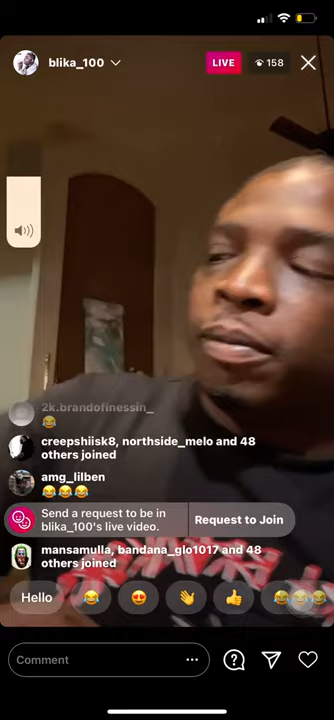 blika_100
LIVE
158
2k.brandofinessin_
😂
creepshiisk8, northside_melo and 48
others joined
amg_lilben
😂😂😂
Send a request to be in
blika_100's live video.
Request to Join
mansamulla, bandana_glo1017 and 48
others joined
Hello
Comment